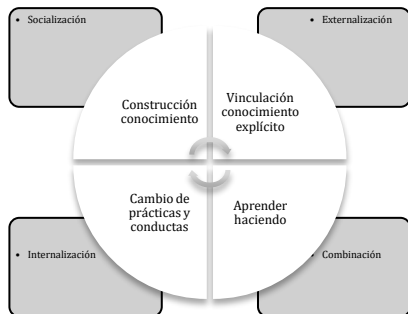 • Socialización
• Externalización
Construcción
conocimiento
Vinculación
conocimiento
explícito
Cambio de
prácticas y
conductas
Aprender
haciendo
• Internalización
• Combinación